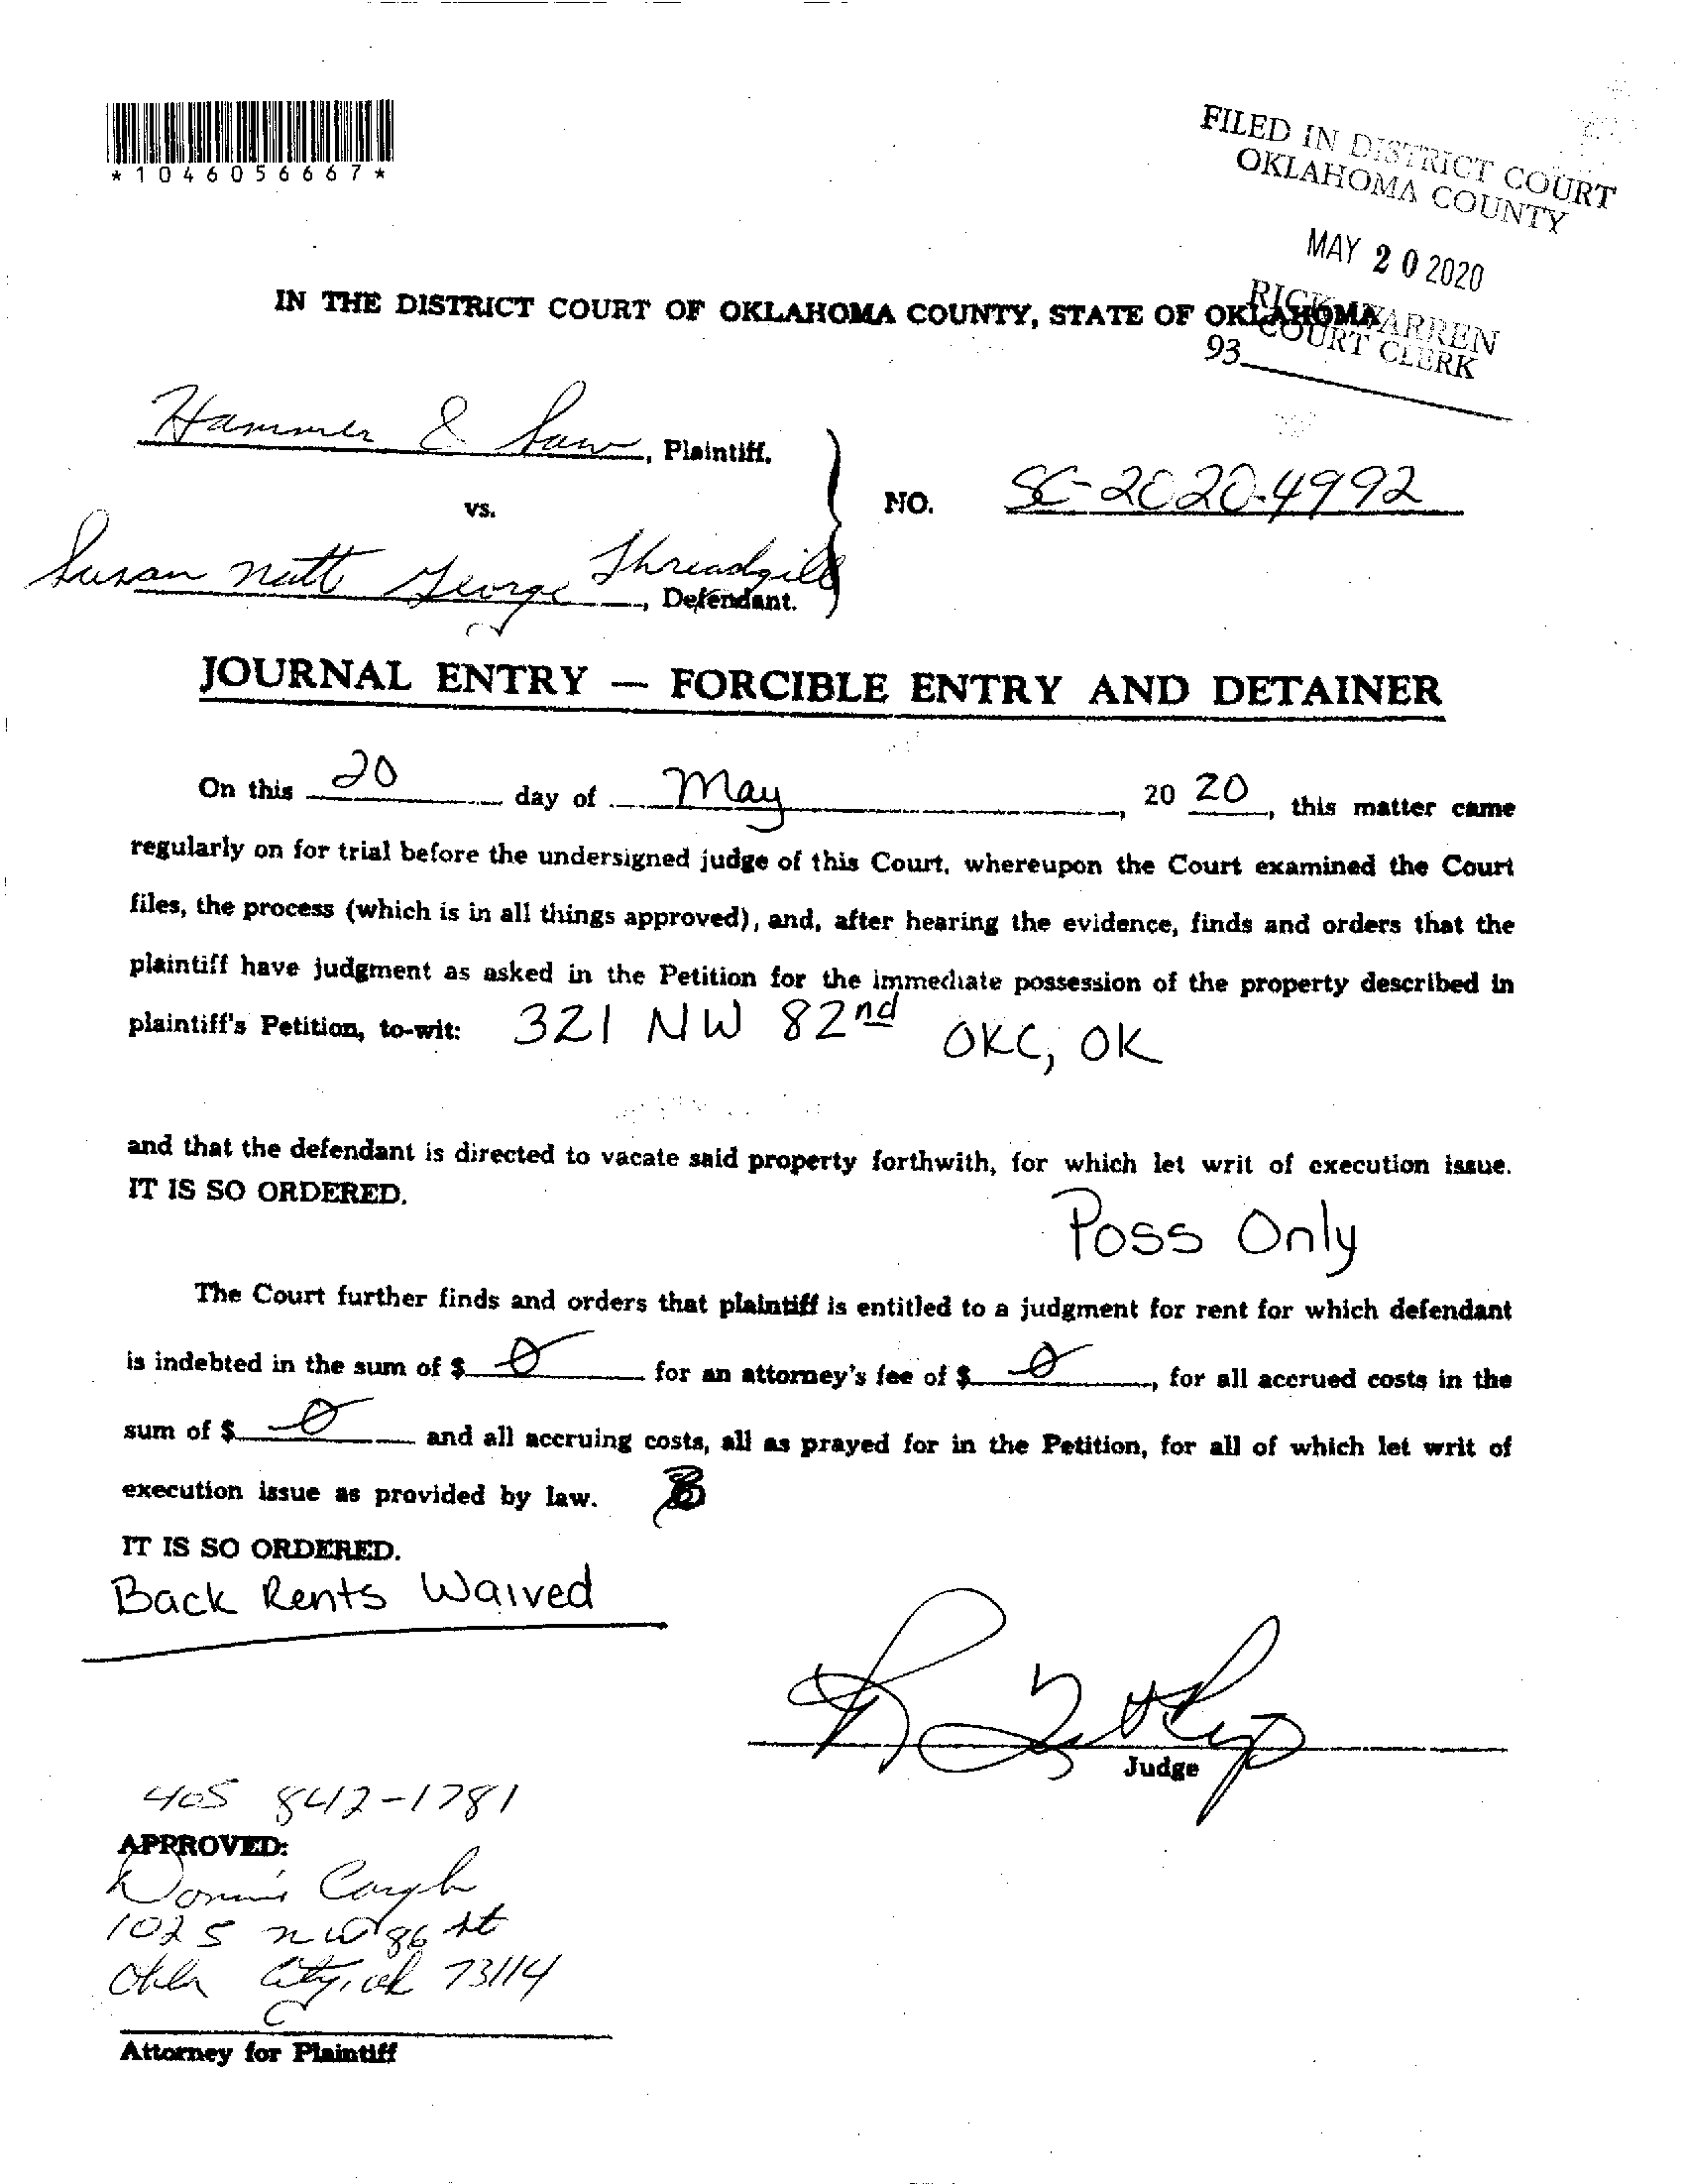 *1046056667*
FILED IN DISTRICT COURT
OKLAHOMA COUNTY
MAY 20 2020
RICK WARREN
COURT CLERK
93
IN THE DISTRICT COURT OF OKLAHOMA COUNTY, STATE OF OKLAHOMA
Hammer & Saw, Plaintiff,
vs.
NO. SC-2020-4992
Susan Nutt George Threadgill, Defendant.
JOURNAL ENTRY — FORCIBLE ENTRY AND DETAINER
On this 20 day of May, 20 20, this matter came
regularly on for trial before the undersigned judge of this Court, whereupon the Court examined the Court
files, the process (which is in all things approved), and, after hearing the evidence, finds and orders that the
plaintiff have judgment as asked in the Petition for the immediate possession of the property described in
plaintiff's Petition, to-wit: 321 NW 82nd OKC, OK
and that the defendant is directed to vacate said property forthwith, for which let writ of execution issue.
IT IS SO ORDERED.
Poss Only
The Court further finds and orders that plaintiff is entitled to a judgment for rent for which defendant
is indebted in the sum of $ 0 for an attorney's fee of $ 0, for all accrued costs in the
sum of $ 0 and all accruing costs, all as prayed for in the Petition, for all of which let writ of
execution issue as provided by law.
IT IS SO ORDERED.
Back Rents Waived
Judge
405 842-1781
APPROVED:
1025 NW 86 St
Okla City, ok 73114
Attorney for Plaintiff